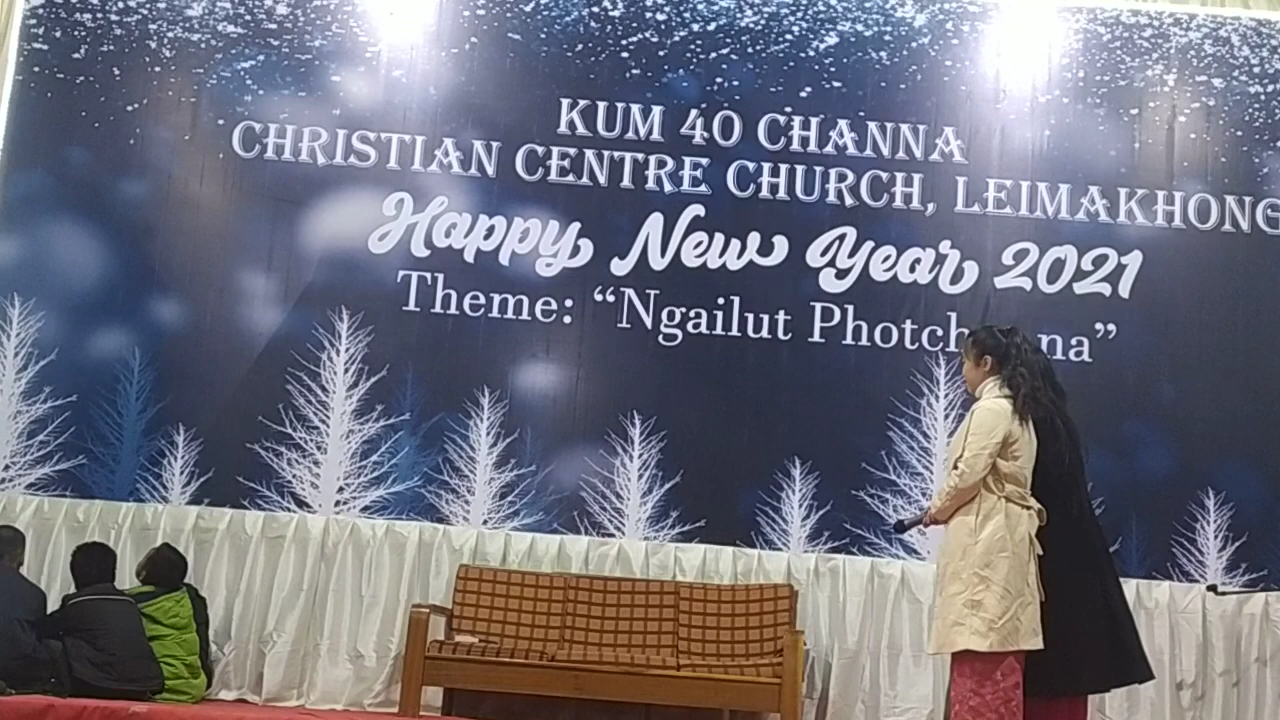 KUM 40 CHANNA
CHRISTIAN CENTRE CHURCH, LEIMAKHONG
Happy New Year 2021
Theme: “Ngailut